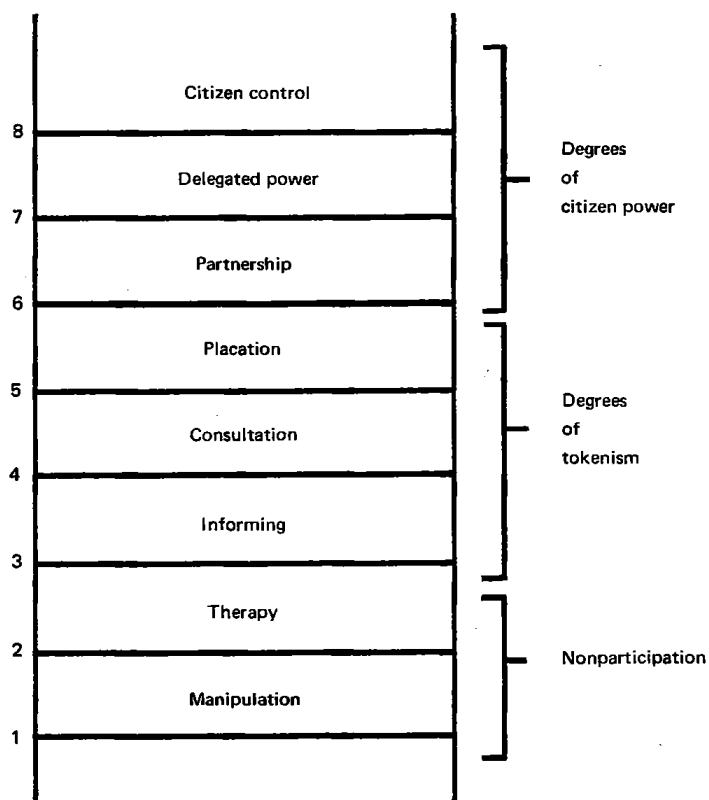 Citizen control
8
Delegated power
7
Partnership
6
Placation
5
Consultation
4
Informing
3
Therapy
2
Manipulation
1
Degrees
of
citizen power
Degrees
of
tokenism
Nonparticipation